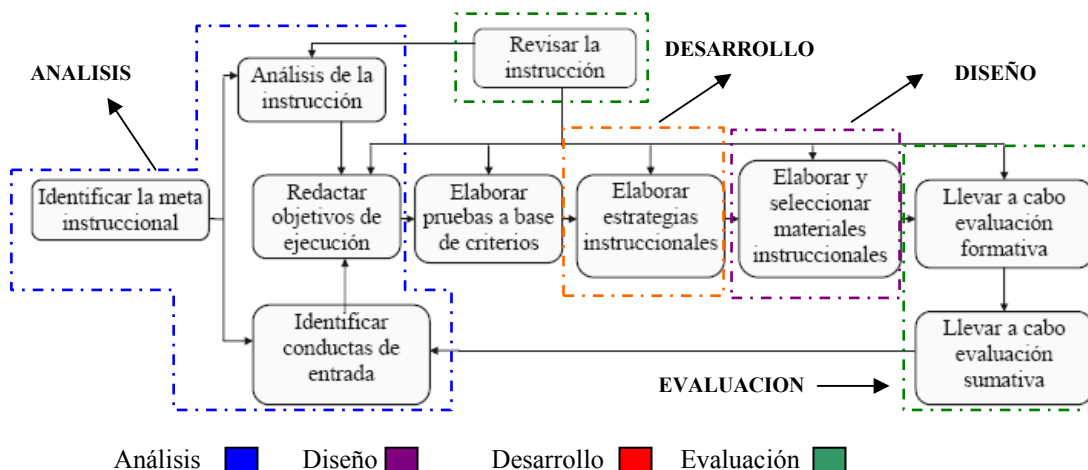 Revisar la
instrucción
DESARROLLO
DISEÑO
ANALISIS
Análisis de la
instrucción
Identificar la meta
instruccional
Redactar
objetivos de
ejecución
Elaborar
pruebas a base
de criterios
Elaborar
estrategias
instruccionales
Elaborar y
seleccionar
materiales
instruccionales
Llevar a cabo
evaluación
formativa
Identificar
conductas de
entrada
Llevar a cabo
evaluación
sumativa
EVALUACION
Análisis Diseño Desarrollo Evaluación